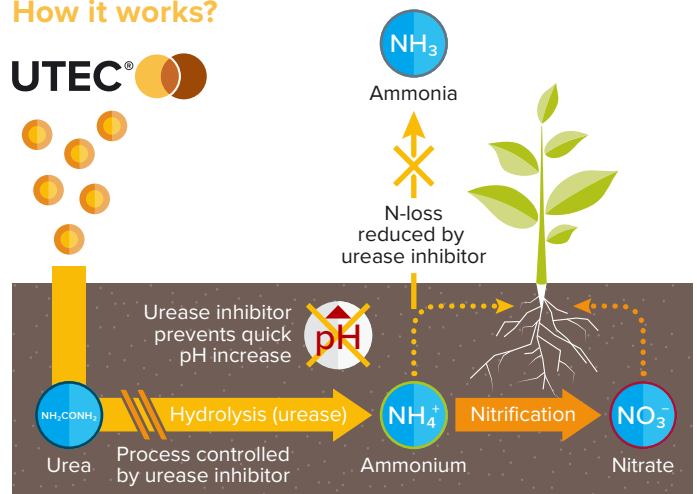 How it works?
UTEC®
NH₃
Ammonia
N-loss
reduced by
urease inhibitor
Urease inhibitor
prevents quick
pH increase
pH
NH₂CONH₂
Hydrolysis (urease)
NH₄⁺
Nitrification
NO₃⁻
Urea
Process controlled
by urease inhibitor
Ammonium
Nitrate